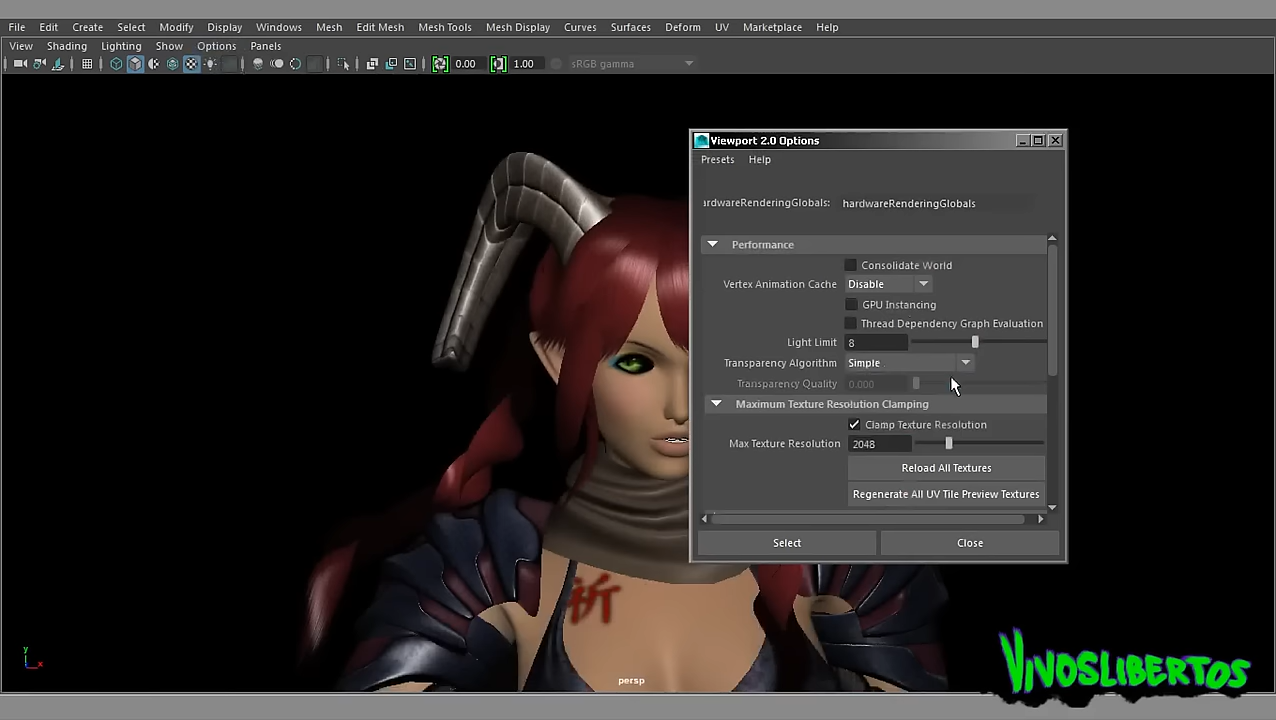 File Edit Create Select Modify Display Windows Mesh Edit Mesh Mesh Tools Mesh Display Curves Surfaces Deform UV Marketplace Help
View Shading Lighting Show Options Panels
0.00 1.00 sRGB gamma
Viewport 2.0 Options
Presets Help
ardwareRenderingGlobals: hardwareRenderingGlobals
Performance
Consolidate World
Vertex Animation Cache Disable
GPU Instancing
Thread Dependency Graph Evaluation
Light Limit 8
Transparency Algorithm Simple
Transparency Quality 0.000
Maximum Texture Resolution Clamping
Clamp Texture Resolution
Max Texture Resolution 2048
Reload All Textures
Regenerate All UV Tile Preview Textures
Select Close
祈
y
x
persp
VIVOSLIBERTOS